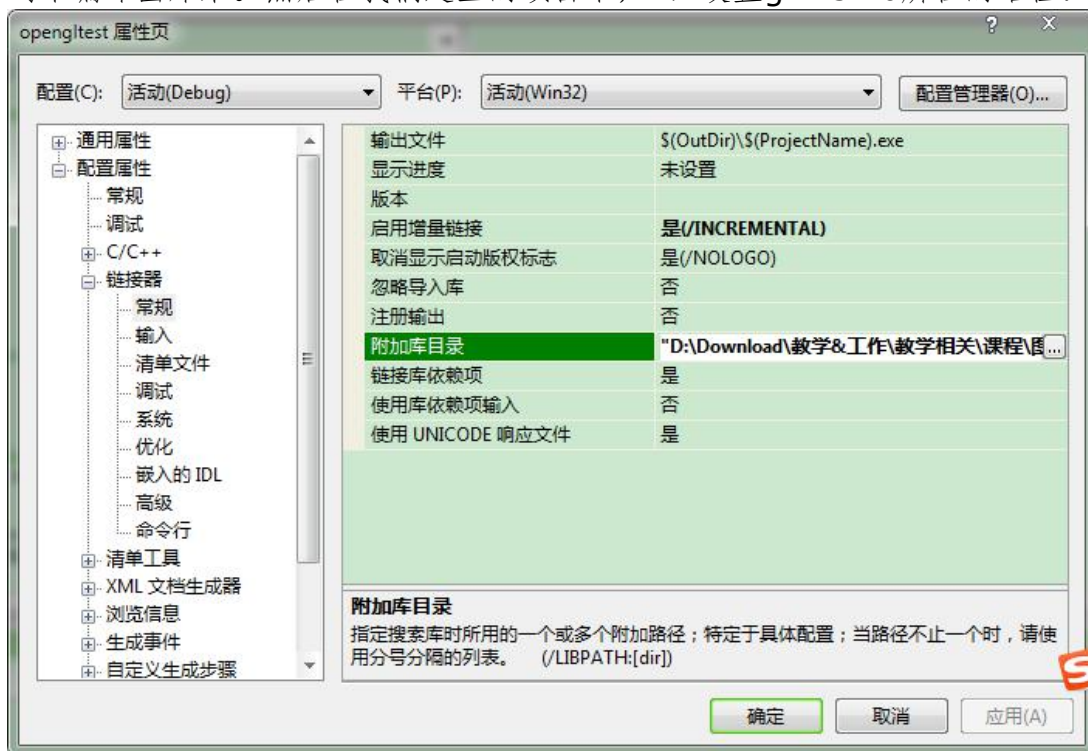 opengltest 属性页
配置(C): 活动(Debug) 平台(P): 活动(Win32) 配置管理器(O)...
通用属性
配置属性
常规
调试
C/C++
链接器
常规
输入
清单文件
调试
系统
优化
嵌入的 IDL
高级
命令行
清单工具
XML 文档生成器
浏览信息
生成事件
自定义生成步骤
输出文件 $(OutDir)\$(ProjectName).exe
显示进度 未设置
版本
启用增量链接 是(/INCREMENTAL)
取消显示启动版权标志 是(/NOLOGO)
忽略导入库 否
注册输出 否
附加库目录 "D:\Download\教学&工作\教学相关\课程\图...
链接库依赖项 是
使用库依赖项输入 否
使用 UNICODE 响应文件 是
附加库目录
指定搜索库时所用的一个或多个附加路径；特定于具体配置；当路径不止一个时，请使
用分号分隔的列表。 (/LIBPATH:[dir])
确定 取消 应用(A)